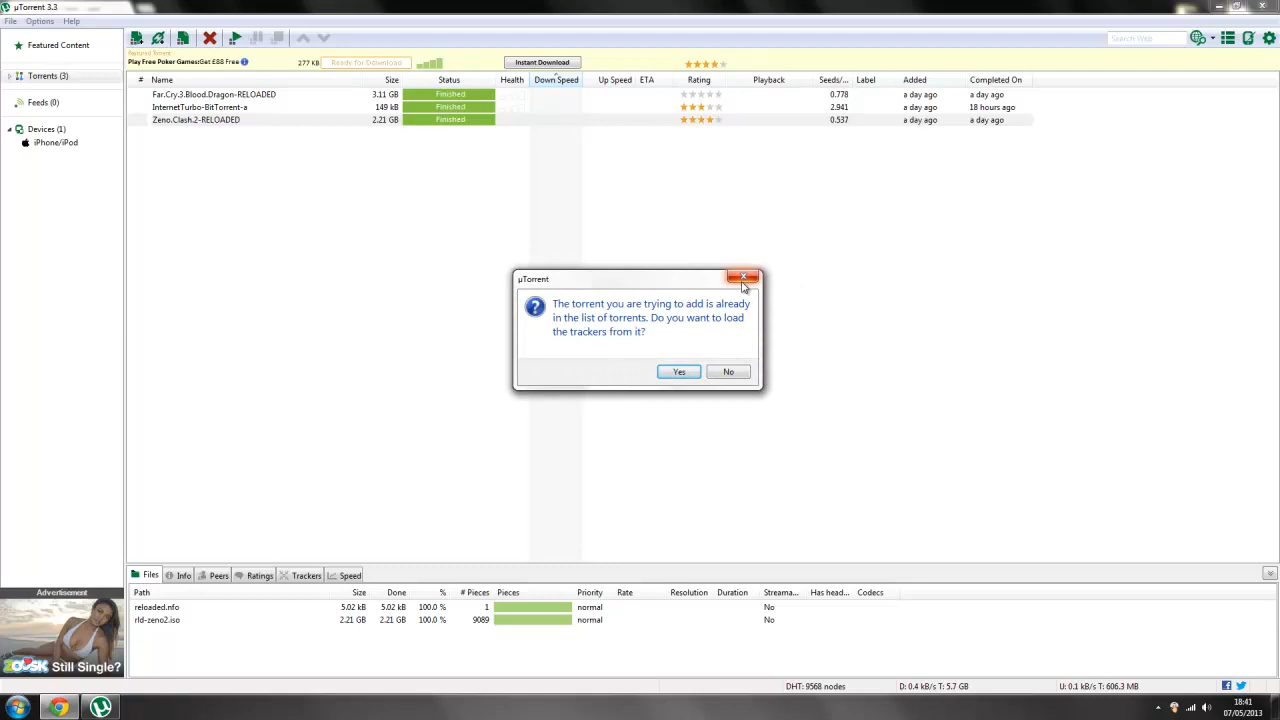 µTorrent 3.3
File Options Help
Featured Content
Search Web
Featured Torrent
Play Free Poker Games:Get £88 Free 277 KB Ready for Download Instant Download
Torrents (3)
# Name Size Status Health Down Speed Up Speed ETA Rating Playback Seeds/... Label Added Completed On
Far.Cry.3.Blood.Dragon-RELOADED 3.11 GB Finished 0.778 a day ago a day ago
Feeds (0)
InternetTurbo-BitTorrent-a 149 kB Finished 2.941 a day ago 18 hours ago
Zeno.Clash.2-RELOADED 2.21 GB Finished 0.537 a day ago a day ago
Devices (1)
iPhone/iPod
µTorrent
The torrent you are trying to add is already
in the list of torrents. Do you want to load
the trackers from it?
Yes No
Files Info Peers Ratings Trackers Speed
Path Size Done % # Pieces Pieces Priority Rate Resolution Duration Streama... Has head... Codecs
reloaded.nfo 5.02 kB 5.02 kB 100.0 % 1 normal No
rld-zeno2.iso 2.21 GB 2.21 GB 100.0 % 9089 normal No
Advertisement
ZOOSK Still Single?
DHT: 9568 nodes D: 0.4 kB/s T: 5.7 GB U: 0.1 kB/s T: 606.3 MB
18:41
07/05/2013